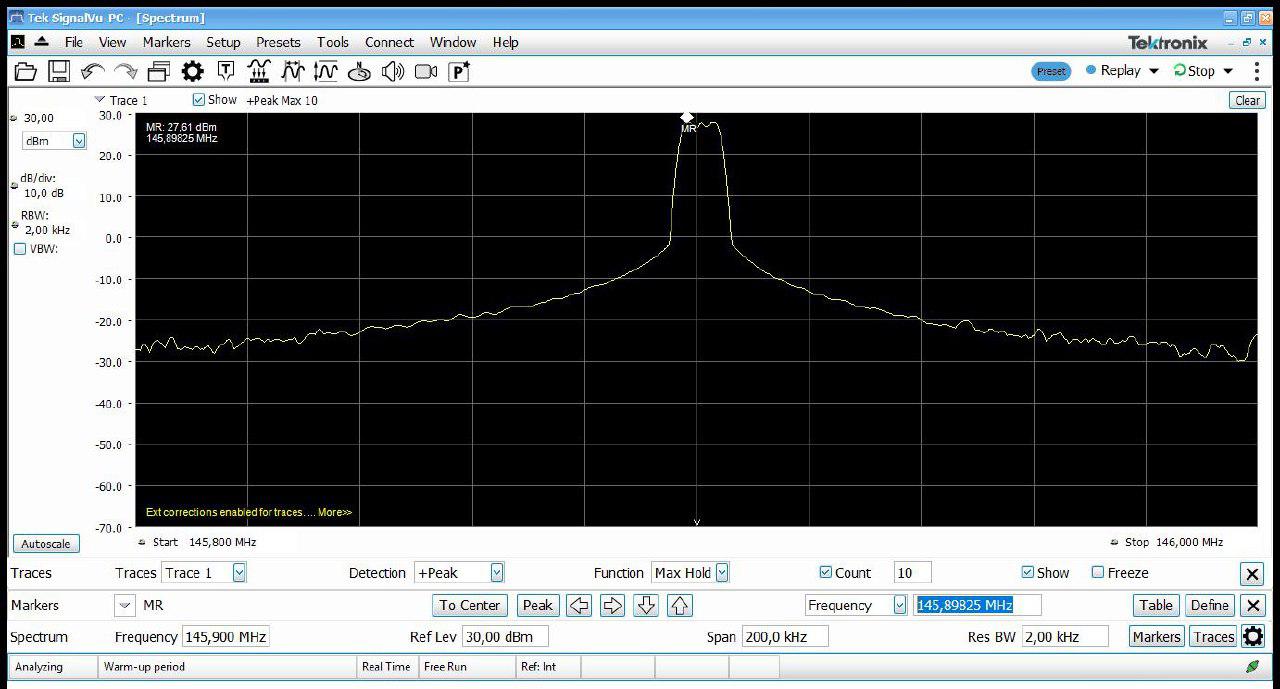 Tek SignalVu-PC - [Spectrum]
File View Markers Setup Presets Tools Connect Window Help
Tektronix
Preset Replay Stop
Trace 1 Show +Peak Max 10 Clear
30,00
dBm
dB/div:
10,0 dB
RBW:
2,00 kHz
VBW:
Autoscale
30.0
20.0
10.0
0.0
-10.0
-20.0
-30.0
-40.0
-50.0
-60.0
-70.0
MR: 27,61 dBm
145,89825 MHz
MR
Ext corrections enabled for traces.... More>>
Start 145,800 MHz Stop 146,000 MHz
Traces Traces Trace 1 Detection +Peak Function Max Hold Count 10 Show Freeze
Markers MR To Center Peak Frequency 145,89825 MHz Table Define
Spectrum Frequency 145,900 MHz Ref Lev 30,00 dBm Span 200,0 kHz Res BW 2,00 kHz Markers Traces
Analyzing Warm-up period Real Time Free Run Ref: Int